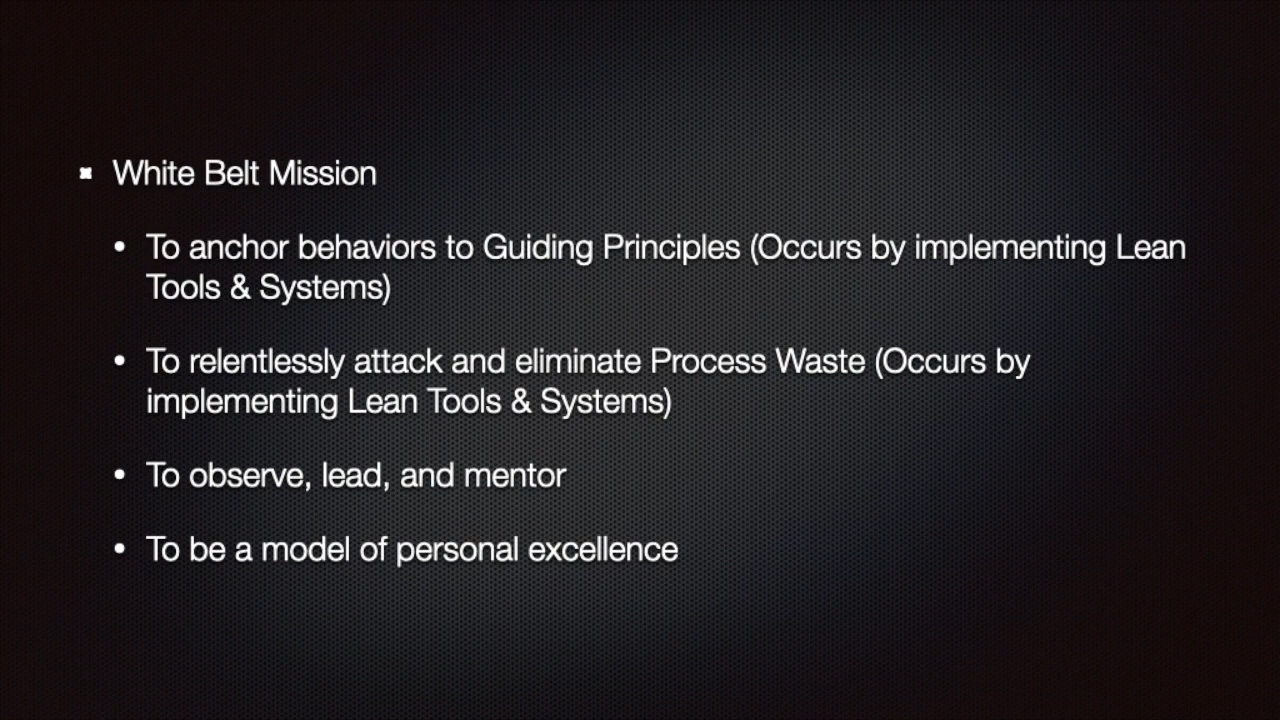 White Belt Mission
To anchor behaviors to Guiding Principles (Occurs by implementing Lean
Tools & Systems)
To relentlessly attack and eliminate Process Waste (Occurs by
implementing Lean Tools & Systems)
To observe, lead, and mentor
To be a model of personal excellence